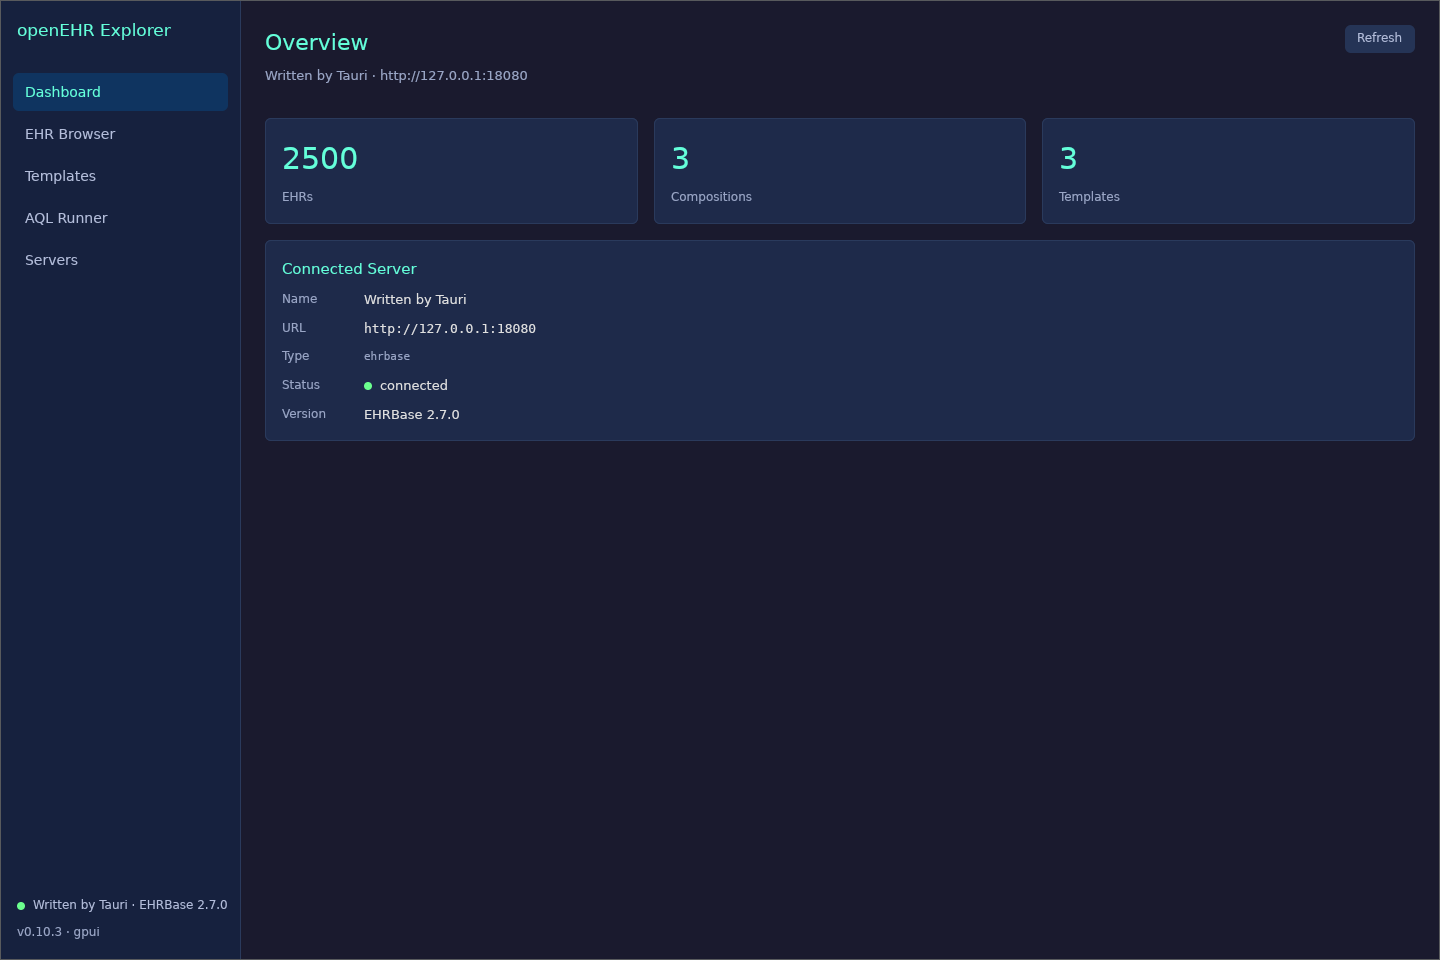 openEHR Explorer
Dashboard
EHR Browser
Templates
AQL Runner
Servers
Written by Tauri · EHRBase 2.7.0
v0.10.3 · gpui
Overview
Refresh
Written by Tauri · http://127.0.0.1:18080
2500
EHRs
3
Compositions
3
Templates
Connected Server
Name Written by Tauri
URL http://127.0.0.1:18080
Type ehrbase
Status connected
Version EHRBase 2.7.0